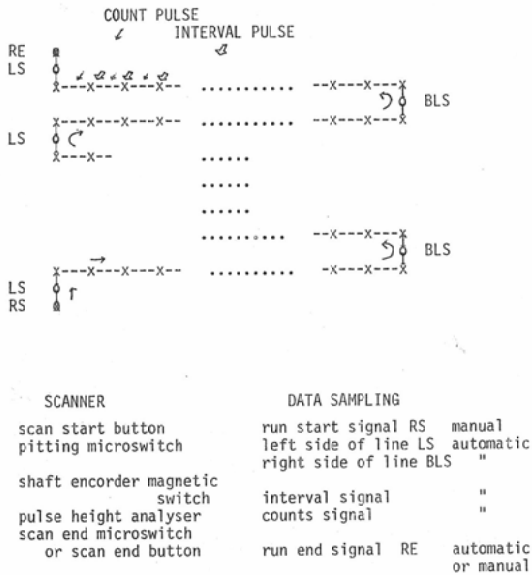 COUNT PULSE
INTERVAL PULSE
RE
LS
X---X---X---X-- ........... --X---X---X BLS
X---X---X---X-- ........... --X---X---X
LS
X---X-- ......
......
......
.......... --X---X---X BLS
X---X---X---X-- .......... -X---X---X
LS
RS
SCANNER DATA SAMPLING
scan start button run start signal RS manual
pitting microswitch left side of line LS automatic
right side of line BLS "
shaft encorder magnetic
switch interval signal "
pulse height analyser counts signal "
scan end microswitch
or scan end button run end signal RE automatic
or manual